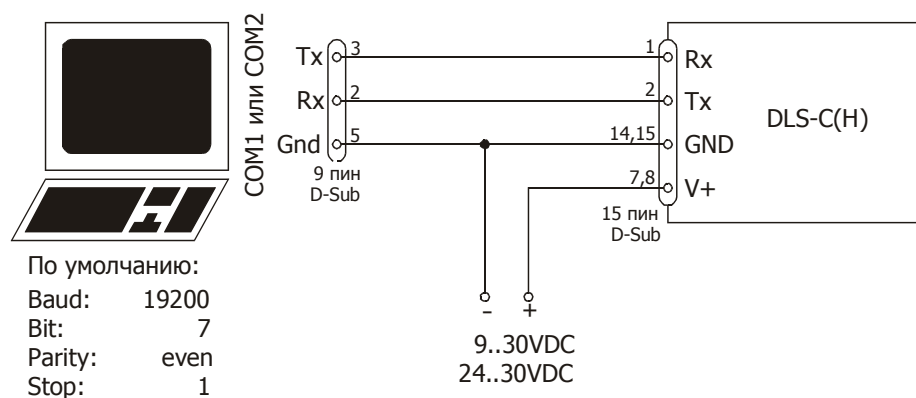 COM1 или COM2
Tx 3
Rx 2
Gnd 5
9 пин
D-Sub
1 Rx
2 Tx
14,15 GND
7,8 V+
15 пин
D-Sub
DLS-C(H)
- +
9..30VDC
24..30VDC
По умолчанию:
Baud: 19200
Bit: 7
Parity: even
Stop: 1